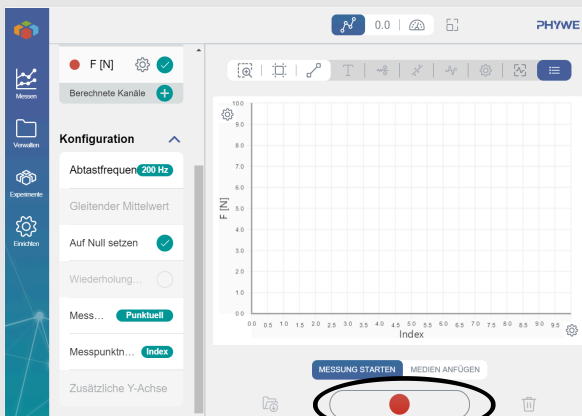 0.0
PHYWE
F [N]
Berechnete Kanäle
Messen
Verwalten
Experimente
Einrichten
Konfiguration
Abtastfrequen 200 Hz
Gleitender Mittelwert
Auf Null setzen
Wiederholung...
Mess... Punktuell
Messpunktn... Index
Zusätzliche Y-Achse
T
10.0
9.0
8.0
7.0
6.0
5.0
4.0
3.0
2.0
1.0
0.0
F [N]
0.0 0.5 1.0 1.5 2.0 2.5 3.0 3.5 4.0 4.5 5.0 5.5 6.0 6.5 7.0 7.5 8.0 8.5 9.0 9.5
Index
MESSUNG STARTEN MEDIEN ANFÜGEN